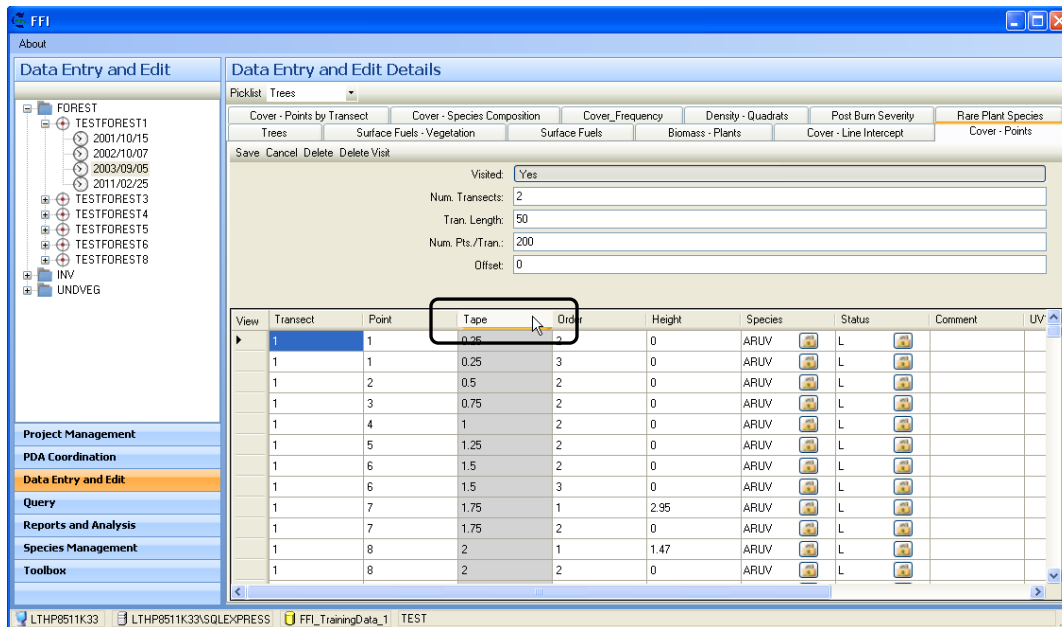 FFI
About
Data Entry and Edit
FOREST
TESTFOREST1
2001/10/15
2002/10/07
2003/09/05
2011/02/25
TESTFOREST3
TESTFOREST4
TESTFOREST5
TESTFOREST6
TESTFOREST8
INV
UNDVEG
Project Management
PDA Coordination
Data Entry and Edit
Query
Reports and Analysis
Species Management
Toolbox
Data Entry and Edit Details
Picklist Trees
Cover - Points by Transect Cover - Species Composition Cover_Frequency Density - Quadrats Post Burn Severity Rare Plant Species
Trees Surface Fuels - Vegetation Surface Fuels Biomass - Plants Cover - Line Intercept Cover - Points
Save Cancel Delete Delete Visit
Visited: Yes
Num. Transects: 2
Tran. Length: 50
Num. Pts./Tran.: 200
Offset: 0
View Transect Point Tape Order Height Species Status Comment UV
1 1 0.25 2 0 ARUV L
1 1 0.25 3 0 ARUV L
1 2 0.5 2 0 ARUV L
1 3 0.75 2 0 ARUV L
1 4 1 2 0 ARUV L
1 5 1.25 2 0 ARUV L
1 6 1.5 2 0 ARUV L
1 6 1.5 3 0 ARUV L
1 7 1.75 1 2.95 ARUV L
1 7 1.75 2 0 ARUV L
1 8 2 1 1.47 ARUV L
1 8 2 2 0 ARUV L
LTHP8511K33 LTHP8511K33\SQLEXPRESS FFI_TrainingData_1 TEST